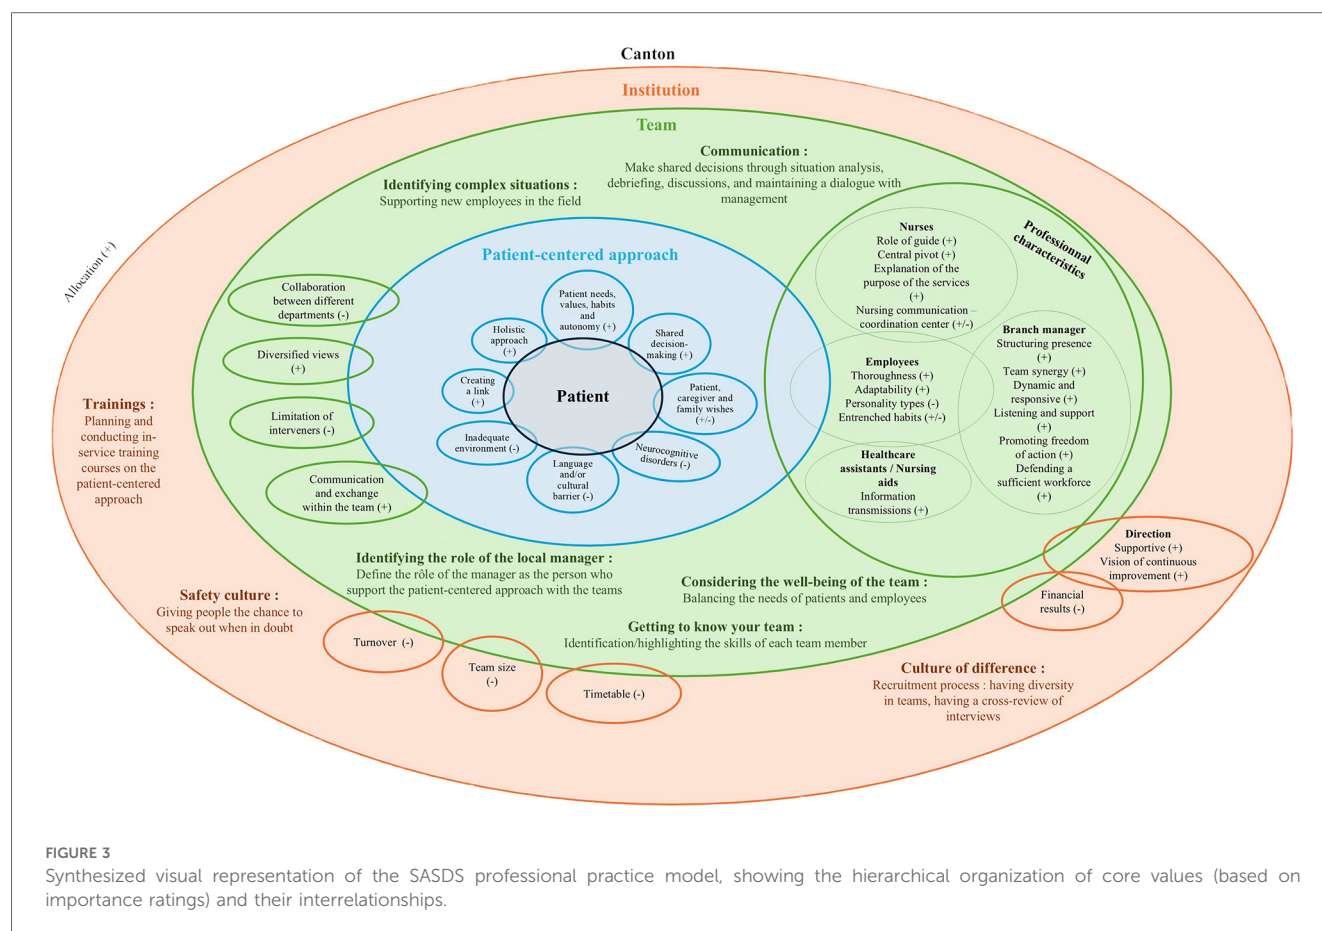 Canton
Institution
Team
Communication :
Make shared decisions through situation analysis,
debriefing, discussions, and maintaining a dialogue with
management
Identifying complex situations :
Supporting new employees in the field
Allocation (+)
Patient-centered approach
Patient needs,
values, habits
and
autonomy (+)
Holistic
approach
(+)
Shared
decision-
making (+)
Creating
a link
(+)
Patient
Patient,
caregiver and
family wishes
(+/-)
Inadequate
environment (-)
Language
and/or
cultural
barrier (-)
Neurocognitive
disorders (-)
Collaboration
between different
departments (-)
Diversified views
(+)
Limitation of
interveners (-)
Communication
and exchange
within the team (+)
Professionnal
characteristics
Nurses
Role of guide (+)
Central pivot (+)
Explanation of the
purpose of the services
(+)
Nursing communication –
coordination center (+/-)
Employees
Thoroughness (+)
Adaptability (+)
Personality types (-)
Entrenched habits (+/-)
Healthcare
assistants / Nursing
aids
Information
transmissions (+)
Branch manager
Structuring presence
(+)
Team synergy (+)
Dynamic and
responsive (+)
Listening and support
(+)
Promoting freedom
of action (+)
Defending a
sufficient workforce
(+)
Trainings :
Planning and
conducting in-
service training
courses on the
patient-centered
approach
Direction
Supportive (+)
Vision of continuous
improvement (+)
Financial
results (-)
Identifying the role of the local manager :
Define the rôle of the manager as the person who
support the patient-centered approach with the teams
Considering the well-being of the team :
Balancing the needs of patients and employees
Safety culture :
Giving people the chance to
speak out when in doubt
Getting to know your team :
Identification/highlighting the skills of each team member
Turnover (-)
Team size
(-)
Timetable (-)
Culture of difference :
Recruitment process : having diversity
in teams, having a cross-review of
interviews
FIGURE 3
Synthesized visual representation of the SASDS professional practice model, showing the hierarchical organization of core values (based on
importance ratings) and their interrelationships.